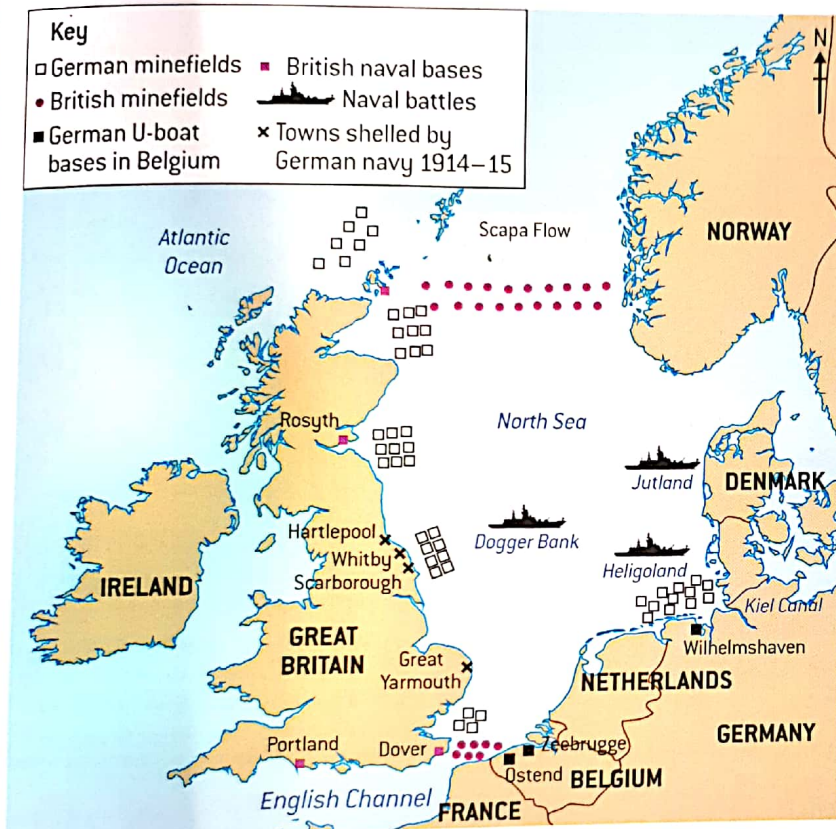 Key
German minefields
British minefields
German U-boat
bases in Belgium
British naval bases
Naval battles
Towns shelled by
German navy 1914–15
N
Atlantic
Ocean
Scapa Flow
NORWAY
Rosyth
North Sea
Jutland
DENMARK
Hartlepool
Dogger Bank
Whitby
Heligoland
Scarborough
IRELAND
Kiel Canal
GREAT
BRITAIN
Wilhelmshaven
Great
Yarmouth
NETHERLANDS
GERMANY
Portland
Dover
Zeebrugge
Ostend
BELGIUM
English Channel
FRANCE